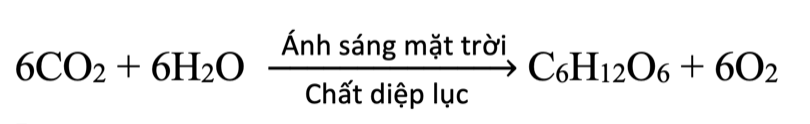 6CO2 + 6H2O Ánh sáng mặt trời C6H12O6 + 6O2
Chất diệp lục